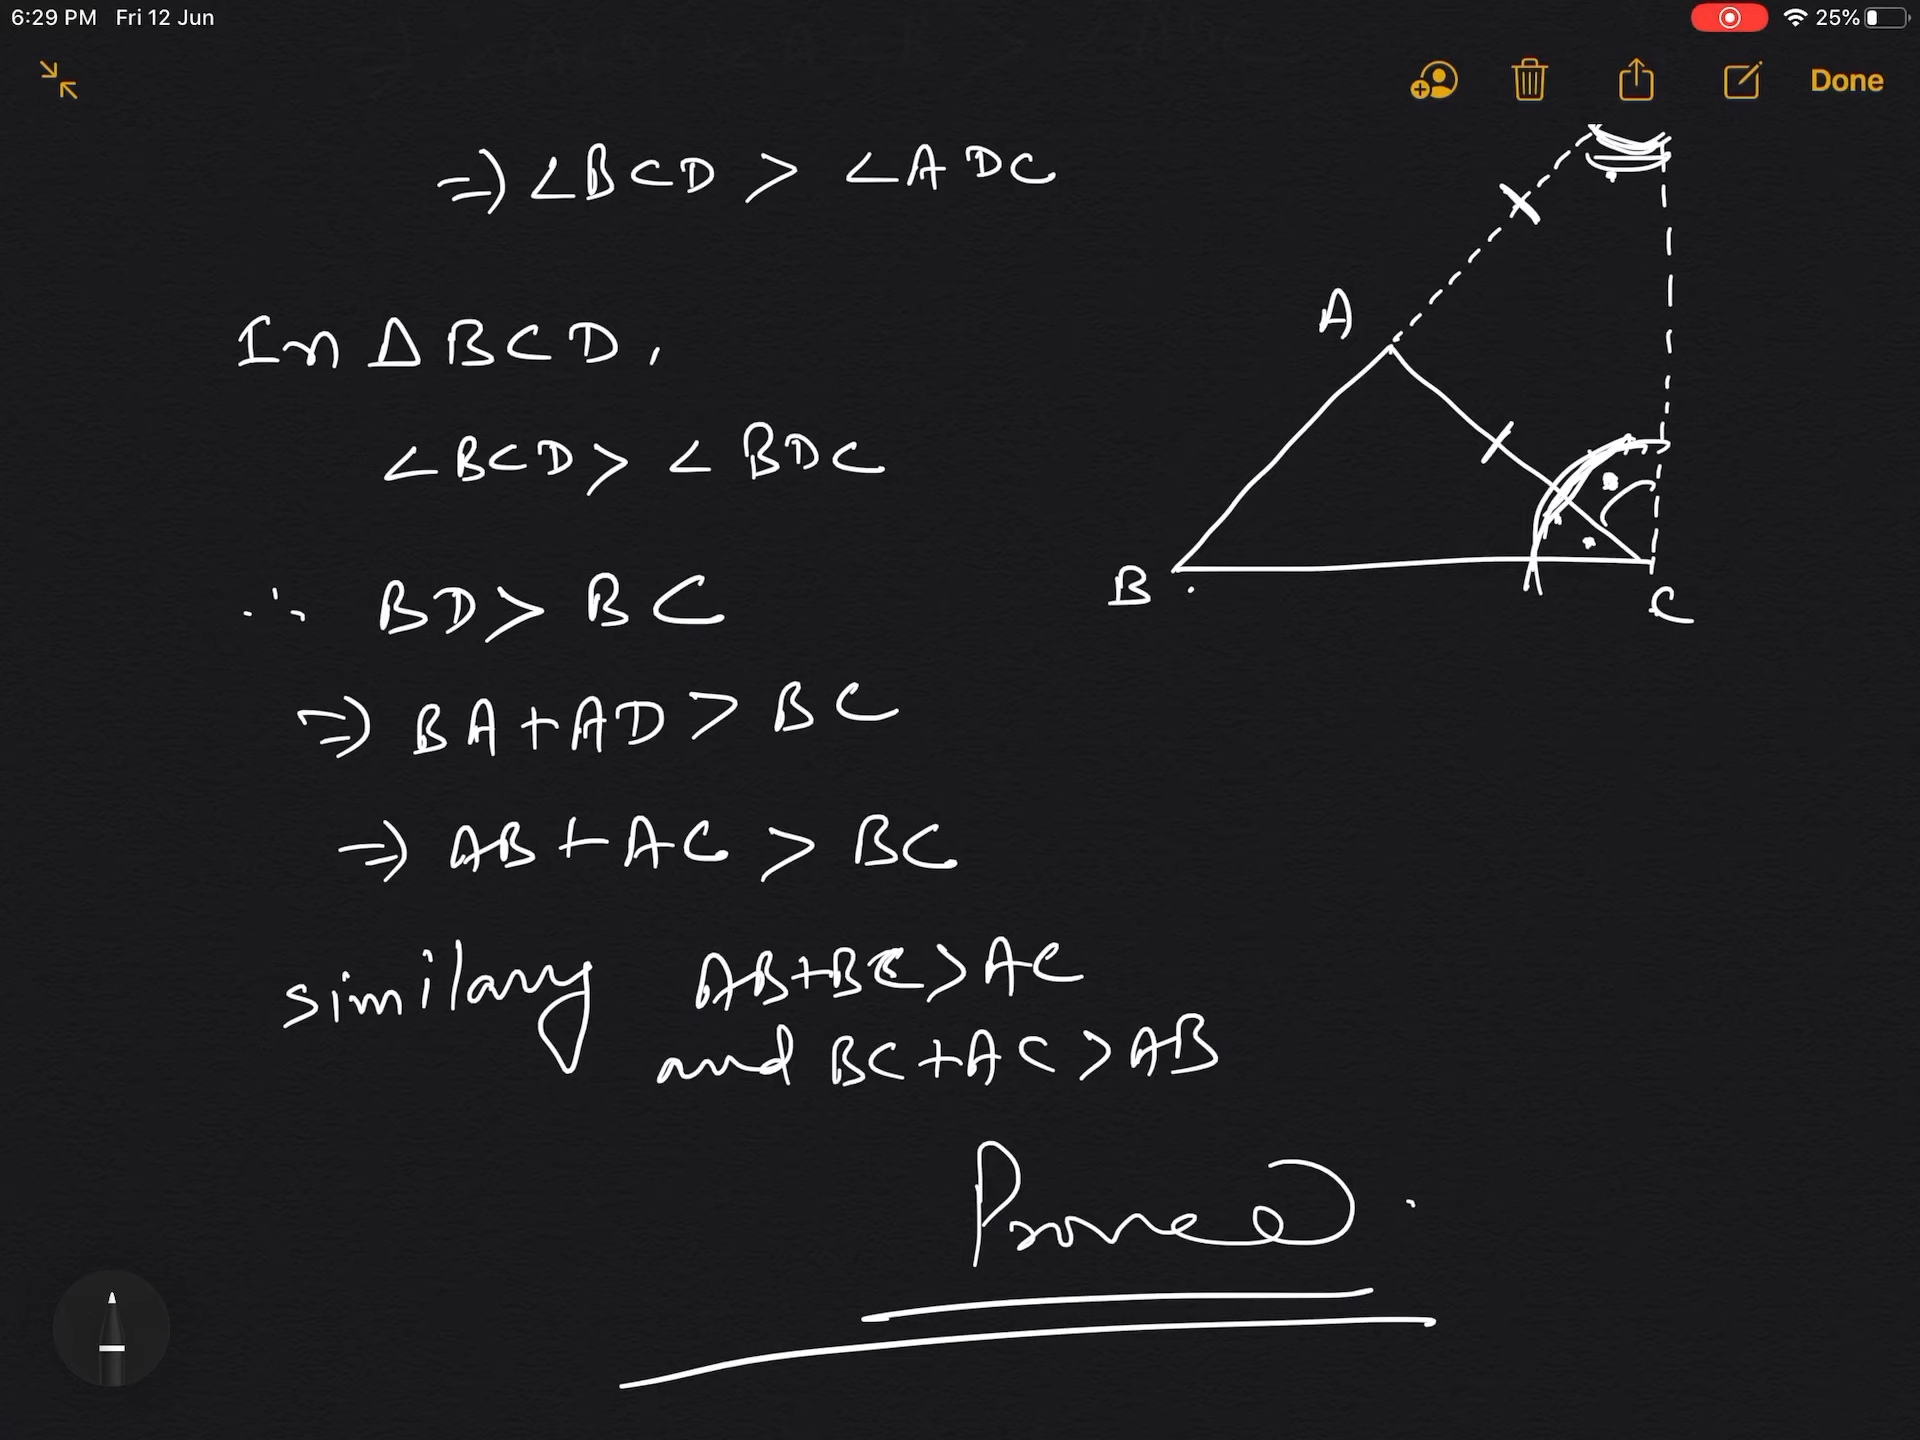 6:29 PM Fri 12 Jun
25%
Done
=> ∠BCD > ∠ADC
A
In Δ BCD,
∠BCD > ∠BDC
B
C
∴ BD > BC
=> BA+AD > BC
=> AB + AC > BC
similary AB+BC > AC
and BC+AC > AB
Proved.